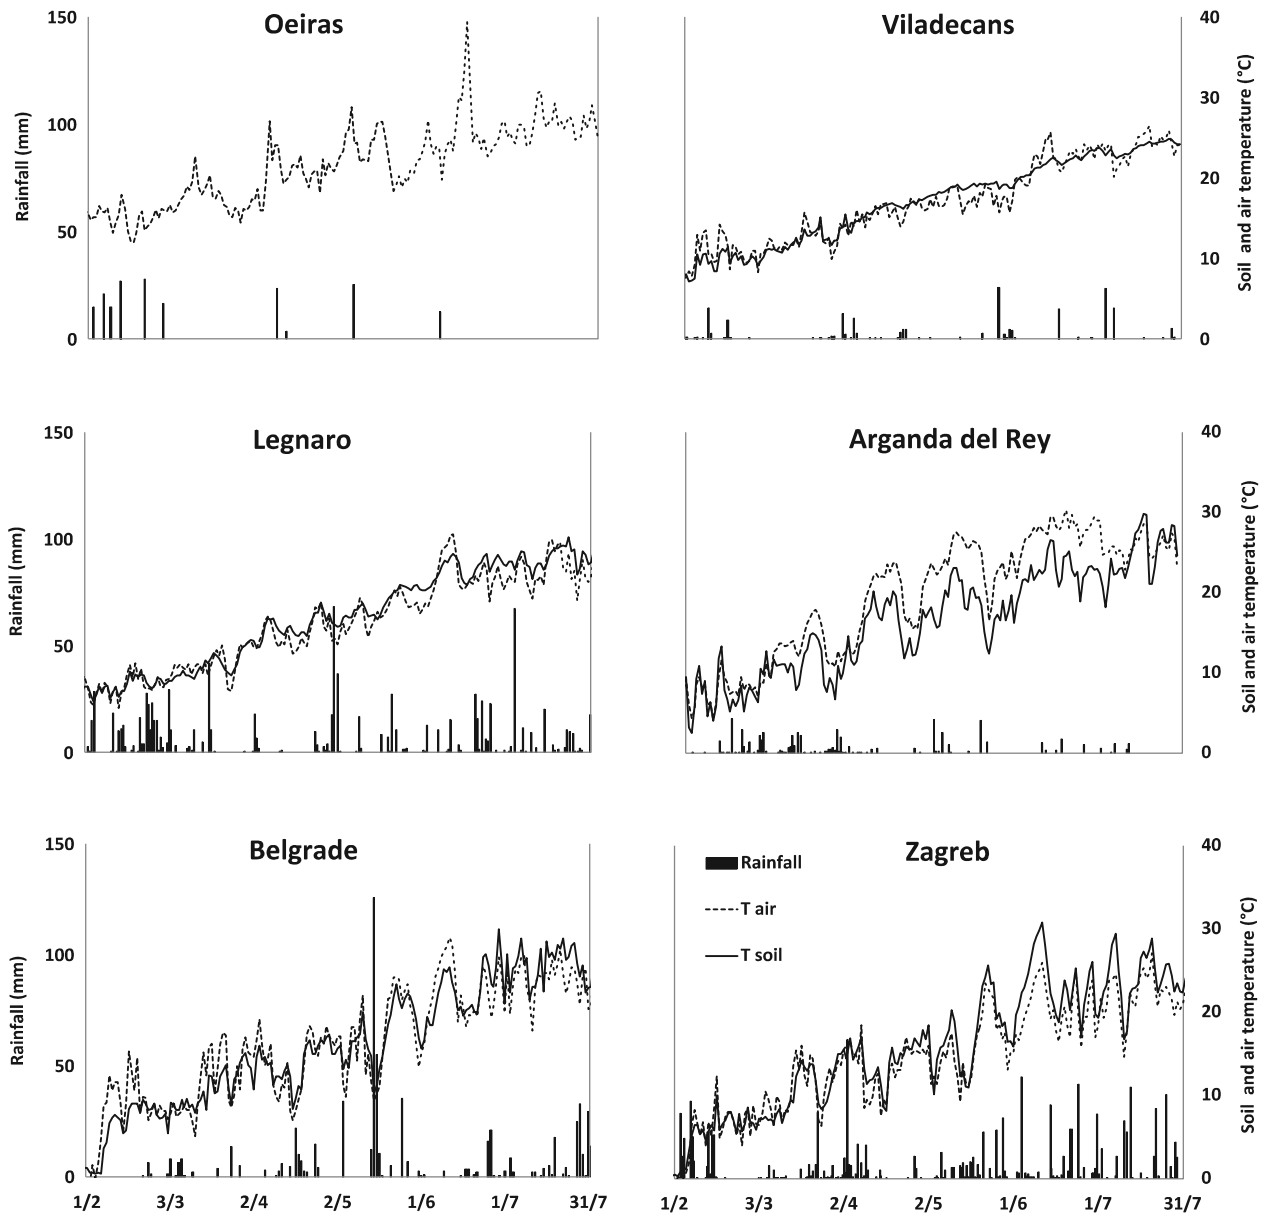 Oeiras
Viladecans
150
100
50
0
Rainfall (mm)
40
30
20
10
0
Soil and air temperature (°C)
Legnaro
Arganda del Rey
150
100
50
0
Rainfall (mm)
40
30
20
10
0
Soil and air temperature (°C)
Belgrade
Zagreb
150
100
50
0
Rainfall (mm)
Rainfall
T air
T soil
40
30
20
10
0
Soil and air temperature (°C)
1/2 3/3 2/4 2/5 1/6 1/7 31/7
1/2 3/3 2/4 2/5 1/6 1/7 31/7